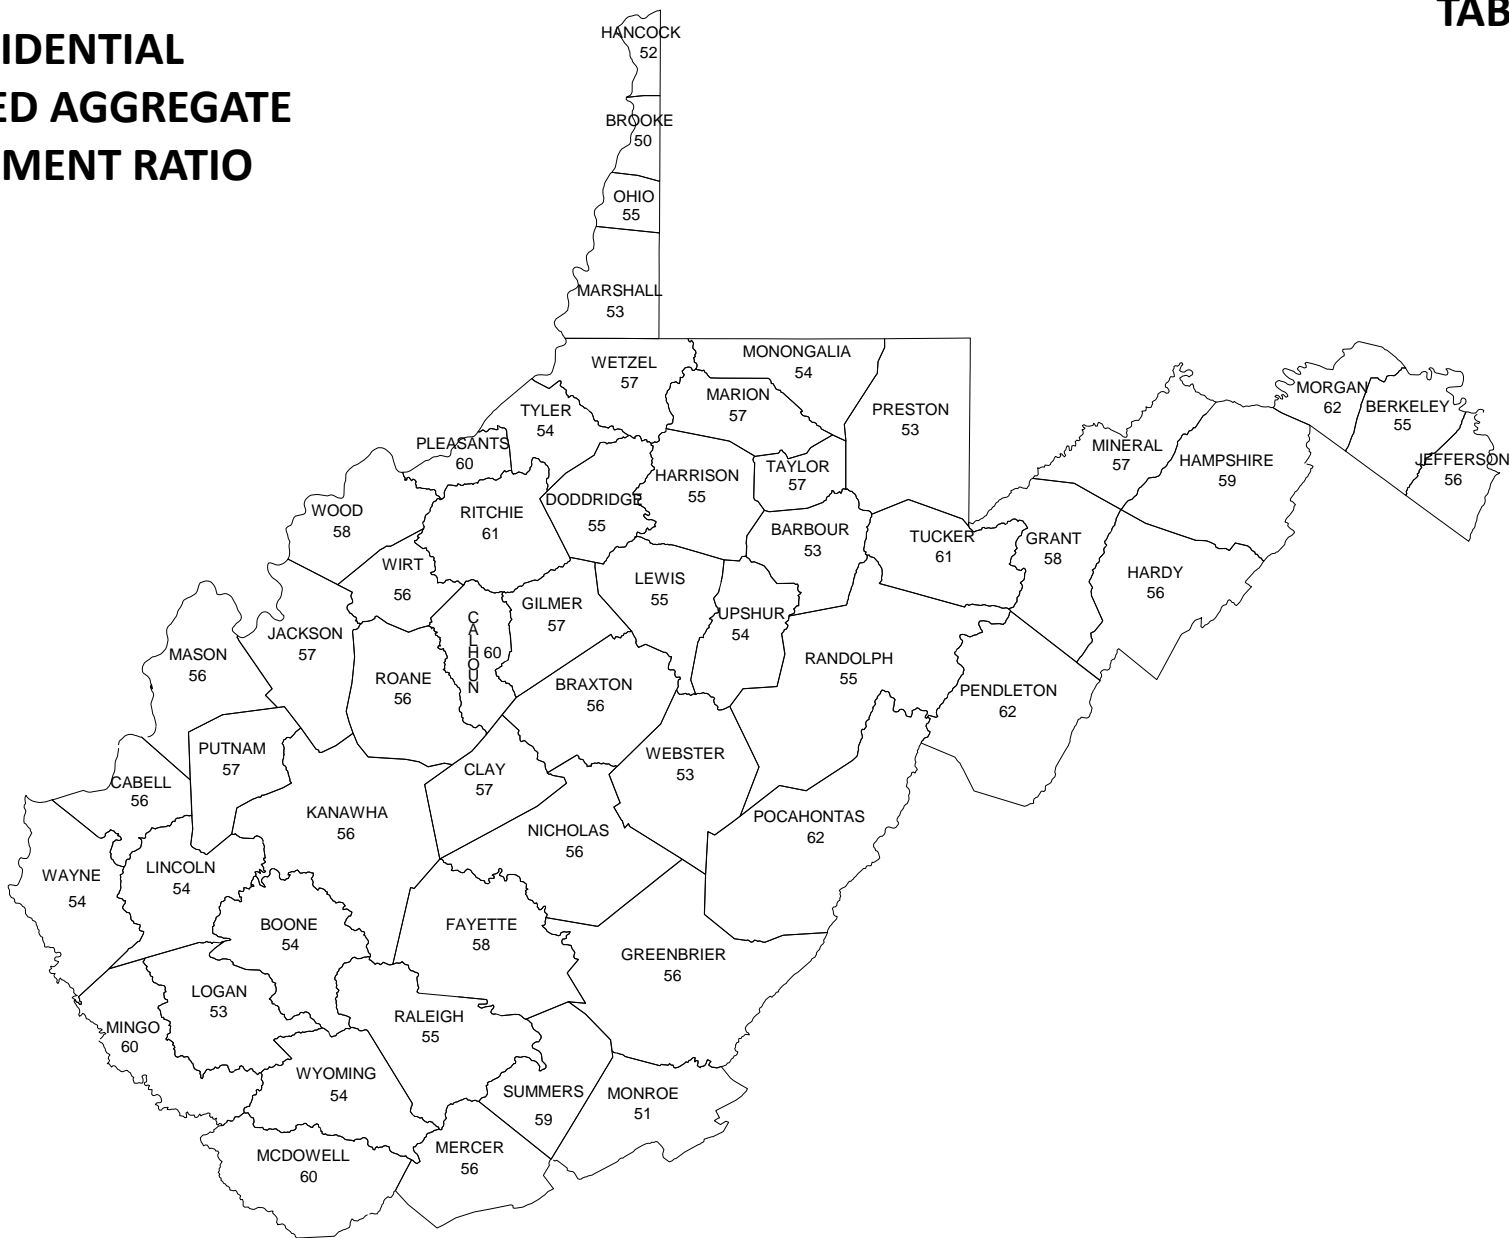 TAB
IDENTIAL
ED AGGREGATE
MENT RATIO
HANCOCK
52
BROOKE
50
OHIO
55
MARSHALL
53
WETZEL
57
MONONGALIA
54
MARION
57
PRESTON
53
TYLER
54
PLEASANTS
60
MORGAN
62
BERKELEY
55
JEFFERSON
56
MINERAL
57
HAMPSHIRE
59
HARRISON
55
TAYLOR
57
DODDRIDGE
55
WOOD
58
RITCHIE
61
BARBOUR
53
TUCKER
61
GRANT
58
HARDY
56
WIRT
56
LEWIS
55
GILMER
57
UPSHUR
54
CALHOUN
60
JACKSON
57
MASON
56
ROANE
56
BRAXTON
56
RANDOLPH
55
PENDLETON
62
PUTNAM
57
CLAY
57
WEBSTER
53
CABELL
56
KANAWHA
56
NICHOLAS
56
POCAHONTAS
62
WAYNE
54
LINCOLN
54
BOONE
54
FAYETTE
58
GREENBRIER
56
LOGAN
53
RALEIGH
55
MINGO
60
WYOMING
54
SUMMERS
59
MONROE
51
MCDOWELL
60
MERCER
56